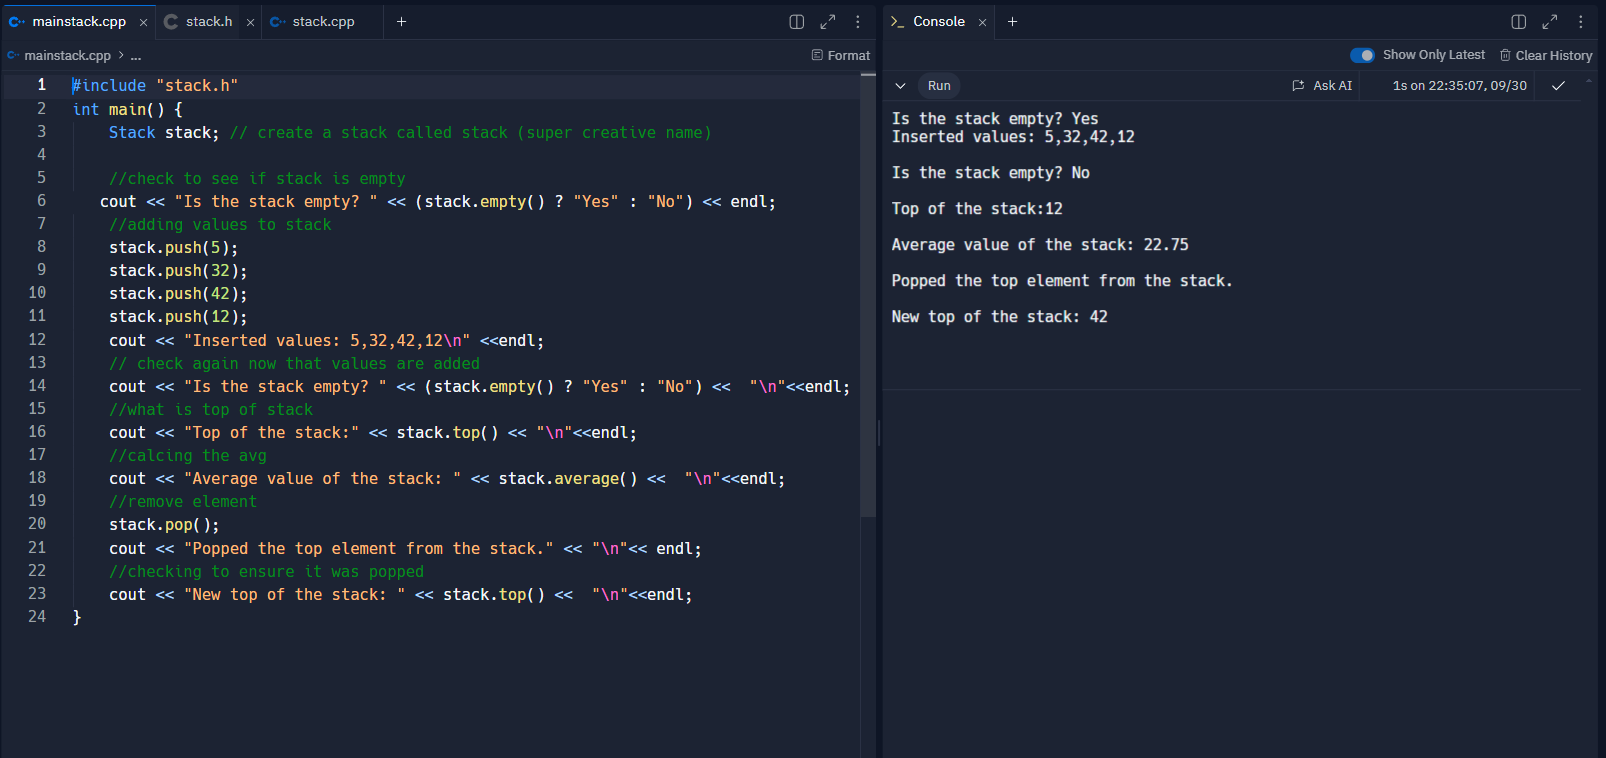 mainstack.cpp
stack.h
stack.cpp
mainstack.cpp > ...
Format
1 #include "stack.h"
2 int main() {
3 Stack stack; // create a stack called stack (super creative name)
4
5 //check to see if stack is empty
6 cout << "Is the stack empty? " << (stack.empty() ? "Yes" : "No") << endl;
7 //adding values to stack
8 stack.push(5);
9 stack.push(32);
10 stack.push(42);
11 stack.push(12);
12 cout << "Inserted values: 5,32,42,12\n" <<endl;
13 // check again now that values are added
14 cout << "Is the stack empty? " << (stack.empty() ? "Yes" : "No") <<  "\n"<<endl;
15 //what is top of stack
16 cout << "Top of the stack:" << stack.top() << "\n"<<endl;
17 //calcing the avg
18 cout << "Average value of the stack: " << stack.average() <<  "\n"<<endl;
19 //remove element
20 stack.pop();
21 cout << "Popped the top element from the stack." << "\n"<< endl;
22 //checking to ensure it was popped
23 cout << "New top of the stack: " << stack.top() <<  "\n"<<endl;
24 }
Console
Show Only Latest
Clear History
Run
Ask AI
1s on 22:35:07, 09/30
Is the stack empty? Yes
Inserted values: 5,32,42,12
Is the stack empty? No
Top of the stack:12
Average value of the stack: 22.75
Popped the top element from the stack.
New top of the stack: 42